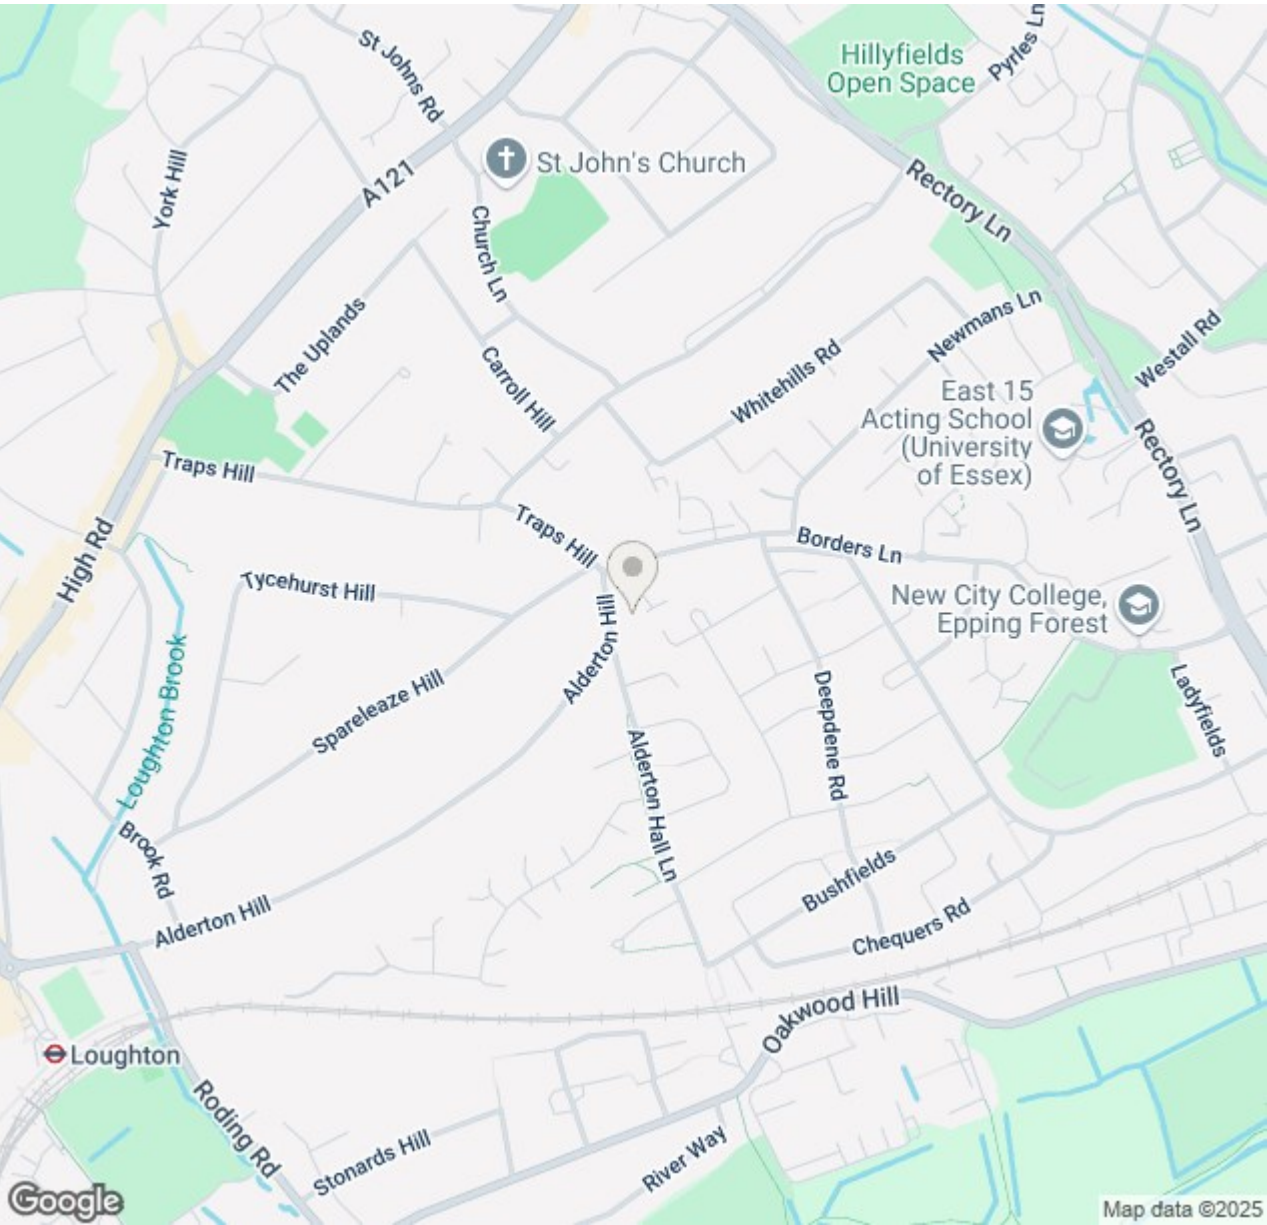 St Johns Rd
Hillyfields
Open Space
Pyrles Ln
York Hill
A121
St John's Church
Rectory Ln
Church Ln
The Uplands
Carroll Hill
Whitehills Rd
Newmans Ln
Westall Rd
East 15
Acting School
(University
of Essex)
Rectory Ln
Traps Hill
High Rd
Traps Hill
Borders Ln
Tycehurst Hill
New City College,
Epping Forest
Alderton Hill
Loughton Brook
Spareleaze Hill
Deepdene Rd
Ladyfields
Alderton Hall Ln
Brook Rd
Bushfields
Alderton Hill
Chequers Rd
Oakwood Hill
Loughton
Roding Rd
Stonards Hill
River Way
Google
Map data ©2025